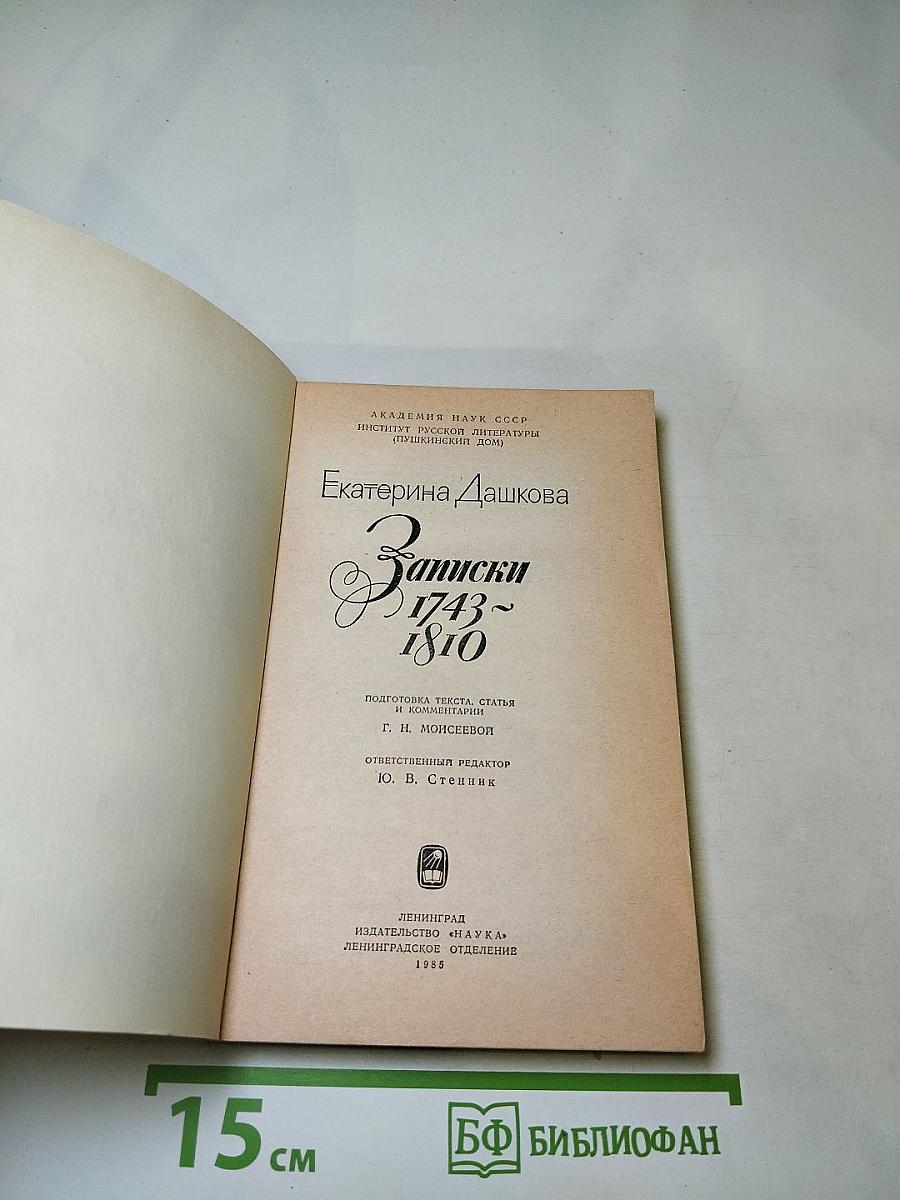 АКАДЕМИЯ НАУК СССР
ИНСТИТУТ РУССКОЙ ЛИТЕРАТУРЫ
(ПУШКИНСКИЙ ДОМ)
Екатерина Дашкова
Записки
1743~
1810
ПОДГОТОВКА ТЕКСТА, СТАТЬЯ
И КОММЕНТАРИИ
Г. Н. МОИСЕЕВОЙ
ОТВЕТСТВЕННЫЙ РЕДАКТОР
Ю. В. Стенник
ЛЕНИНГРАД
ИЗДАТЕЛЬСТВО «НАУКА»
ЛЕНИНГРАДСКОЕ ОТДЕЛЕНИЕ
1985
15 см
БФ БИБЛИОФАН